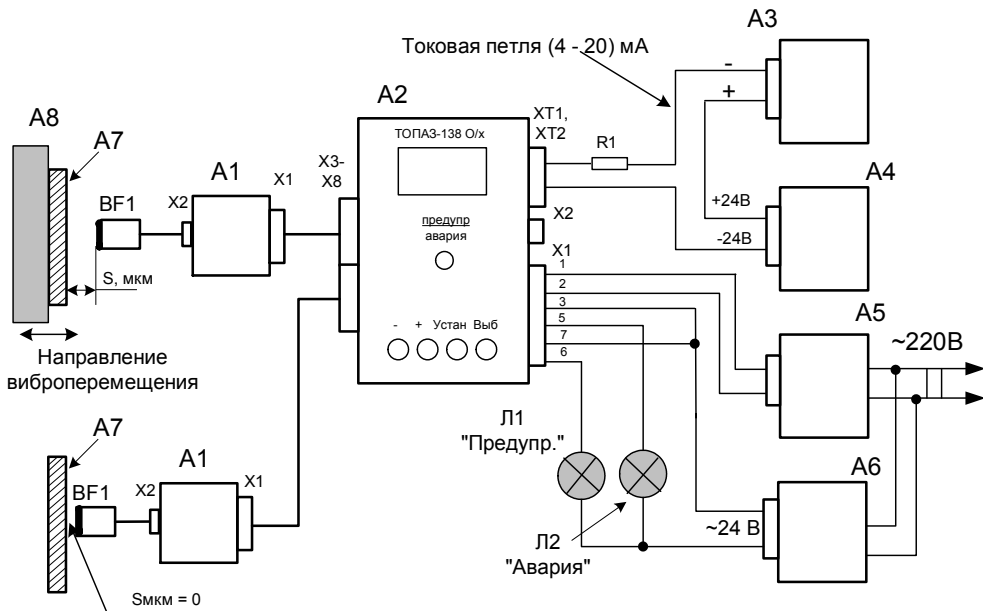 A3
Токовая петля (4 - 20) мА
-
+
A2
XT1,
XT2
A8
A7
ТОПАЗ-138 О/х
R1
X3-
X8
A1
X1
X2
BF1
A4
+24В
-24В
предупр
авария
X2
X1
S, мкм
1
2
3
5
7
6
A5
~220В
- + Устан Выб
Направление
виброперемещения
Л1
"Предупр."
A7
A1
X1
X2
BF1
A6
~24 В
Л2
"Авария"
Sмкм = 0